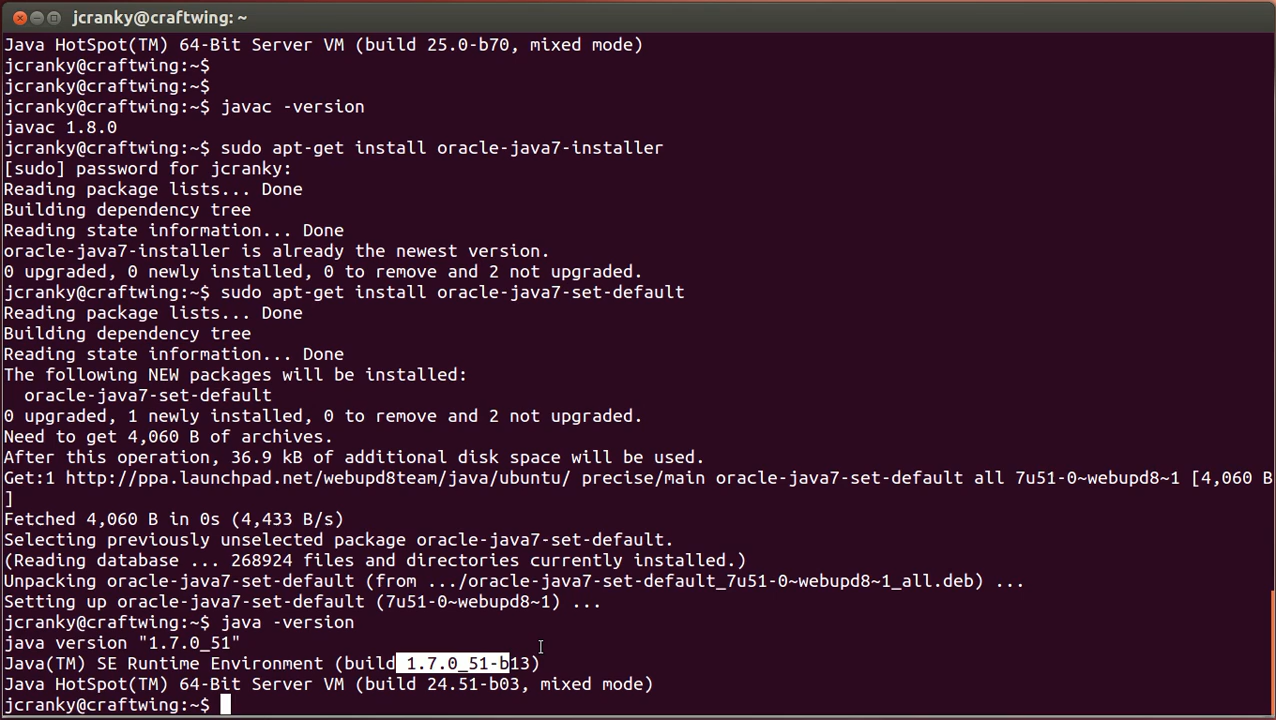 jcranky@craftwing: ~
Java HotSpot(TM) 64-Bit Server VM (build 25.0-b70, mixed mode)
jcranky@craftwing:~$
jcranky@craftwing:~$
jcranky@craftwing:~$ javac -version
javac 1.8.0
jcranky@craftwing:~$ sudo apt-get install oracle-java7-installer
[sudo] password for jcranky:
Reading package lists... Done
Building dependency tree
Reading state information... Done
oracle-java7-installer is already the newest version.
0 upgraded, 0 newly installed, 0 to remove and 2 not upgraded.
jcranky@craftwing:~$ sudo apt-get install oracle-java7-set-default
Reading package lists... Done
Building dependency tree
Reading state information... Done
The following NEW packages will be installed:
  oracle-java7-set-default
0 upgraded, 1 newly installed, 0 to remove and 2 not upgraded.
Need to get 4,060 B of archives.
After this operation, 36.9 kB of additional disk space will be used.
Get:1 http://ppa.launchpad.net/webupd8team/java/ubuntu/ precise/main oracle-java7-set-default all 7u51-0~webupd8~1 [4,060 B
]
Fetched 4,060 B in 0s (4,433 B/s)
Selecting previously unselected package oracle-java7-set-default.
(Reading database ... 268924 files and directories currently installed.)
Unpacking oracle-java7-set-default (from .../oracle-java7-set-default_7u51-0~webupd8~1_all.deb) ...
Setting up oracle-java7-set-default (7u51-0~webupd8~1) ...
jcranky@craftwing:~$ java -version
java version "1.7.0_51"
Java(TM) SE Runtime Environment (build 1.7.0_51-b13)
Java HotSpot(TM) 64-Bit Server VM (build 24.51-b03, mixed mode)
jcranky@craftwing:~$